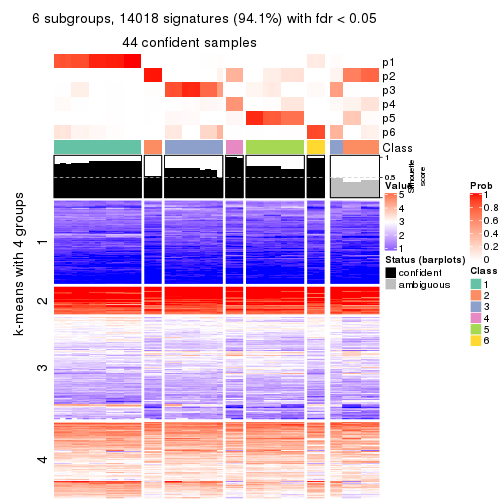 6 subgroups, 14018 signatures (94.1%) with fdr < 0.05
44 confident samples
p1
p2
p3
p4
p5
p6
Class
1
0.5
0
Silhouette
score
k-means with 4 groups
1
2
3
4
Value
5
4
3
2
1
Status (barplots)
confident
ambiguous
Prob
1
0.8
0.6
0.4
0.2
0
Class
1
2
3
4
5
6